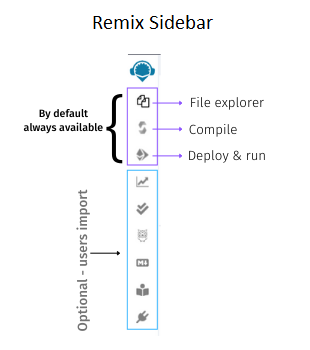 Remix Sidebar
By default
always available
File explorer
Compile
Deploy & run
Optional - users import
M↓